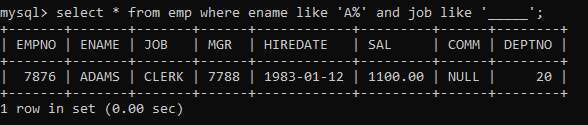 mysql> select * from emp where ename like 'A%' and job like '_____';
+-------+-------+-------+------+------------+---------+------+--------+
| EMPNO | ENAME | JOB   | MGR  | HIREDATE   | SAL     | COMM | DEPTNO |
+-------+-------+-------+------+------------+---------+------+--------+
|  7876 | ADAMS | CLERK | 7788 | 1983-01-12 | 1100.00 | NULL |     20 |
+-------+-------+-------+------+------------+---------+------+--------+
1 row in set (0.00 sec)